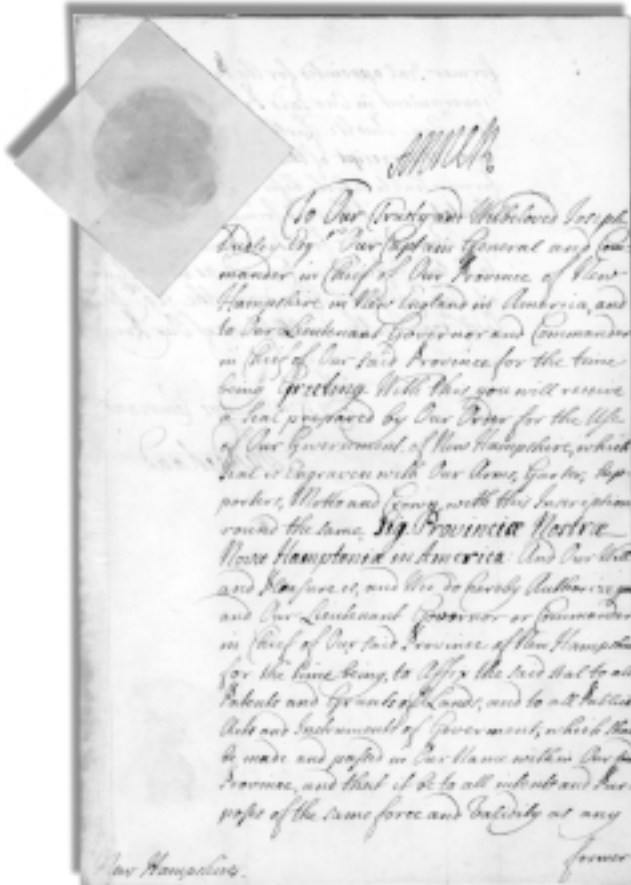 Anne R
To Our Trusty and Welbeloved Joseph
Dudley Esqr. Our Captain General and Com-
mander in Chief of Our Province of New
Hampshire in New England in America, and
to Our Lieutenant Governor and Commander
in Chief of Our said Province for the time
being Greeting. With this you will receive
a Seal prepared by Our Order for the Use
of Our Government of New Hampshire, which
Seal is Engraven with Our Arms, Garter, Sup-
porters, Motto and Crown, with this Inscription
round the same, Sig. Provinciæ Nostræ
Novæ Hamptoniæ in America: And Our Will
and Pleasure is, and We do hereby Authorize you
and Our Lieutenant Governor or Commander
in Chief of Our said Province of New Hampshire
for the time being, to Affix the said Seal to all
Patents and Grants of Lands, and to all Publick
Acts and Instruments of Goverment, which shall
be made and passed in Our Name within Our said
Province, and that it be to all intents and Pur-
poses of the same force and Validity as any
former
New Hampshire.